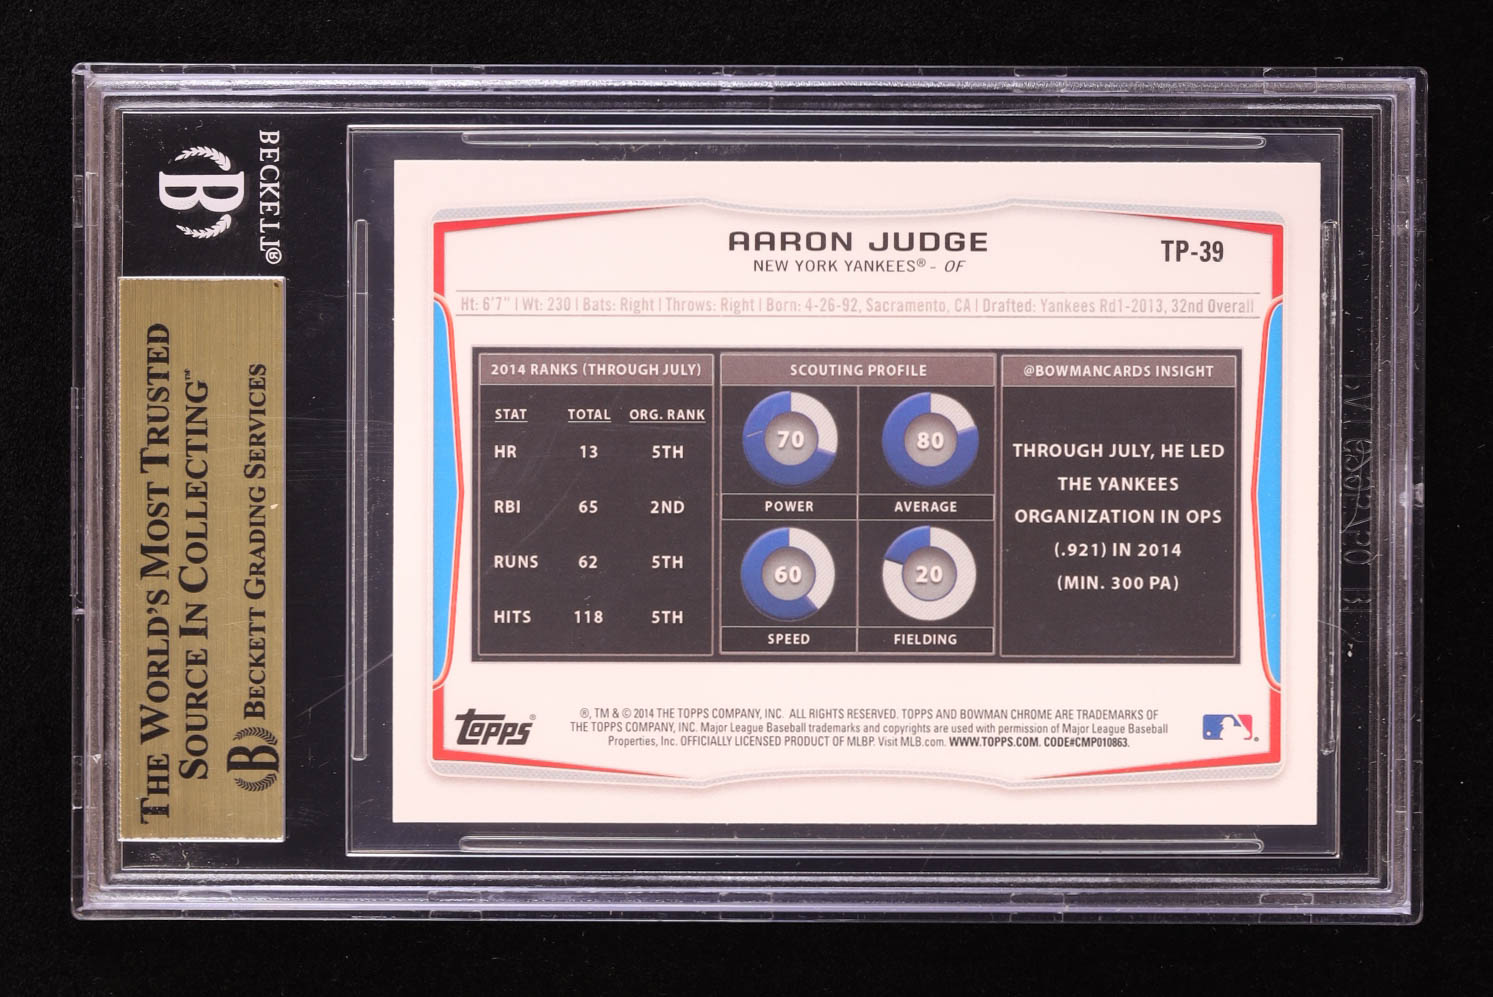 BECKETT®
B
THE WORLD'S MOST TRUSTED
SOURCE IN COLLECTING™
B BECKETT GRADING SERVICES
AARON JUDGE
NEW YORK YANKEES® - OF
TP-39
Ht: 6'7" | Wt: 230 | Bats: Right | Throws: Right | Born: 4-26-92, Sacramento, CA | Drafted: Yankees Rd1-2013, 32nd Overall
2014 RANKS (THROUGH JULY)
STAT TOTAL ORG. RANK
HR 13 5TH
RBI 65 2ND
RUNS 62 5TH
HITS 118 5TH
SCOUTING PROFILE
70 80
POWER AVERAGE
60 20
SPEED FIELDING
@BOWMANCARDS INSIGHT
THROUGH JULY, HE LED
THE YANKEES
ORGANIZATION IN OPS
(.921) IN 2014
(MIN. 300 PA)
TOPPS®
®, TM & © 2014 THE TOPPS COMPANY, INC. ALL RIGHTS RESERVED. TOPPS AND BOWMAN CHROME ARE TRADEMARKS OF
THE TOPPS COMPANY, INC. Major League Baseball trademarks and copyrights are used with permission of Major League Baseball
Properties, Inc. OFFICIALLY LICENSED PRODUCT OF MLBP. Visit MLB.com. WWW.TOPPS.COM. CODE#CMP010863.